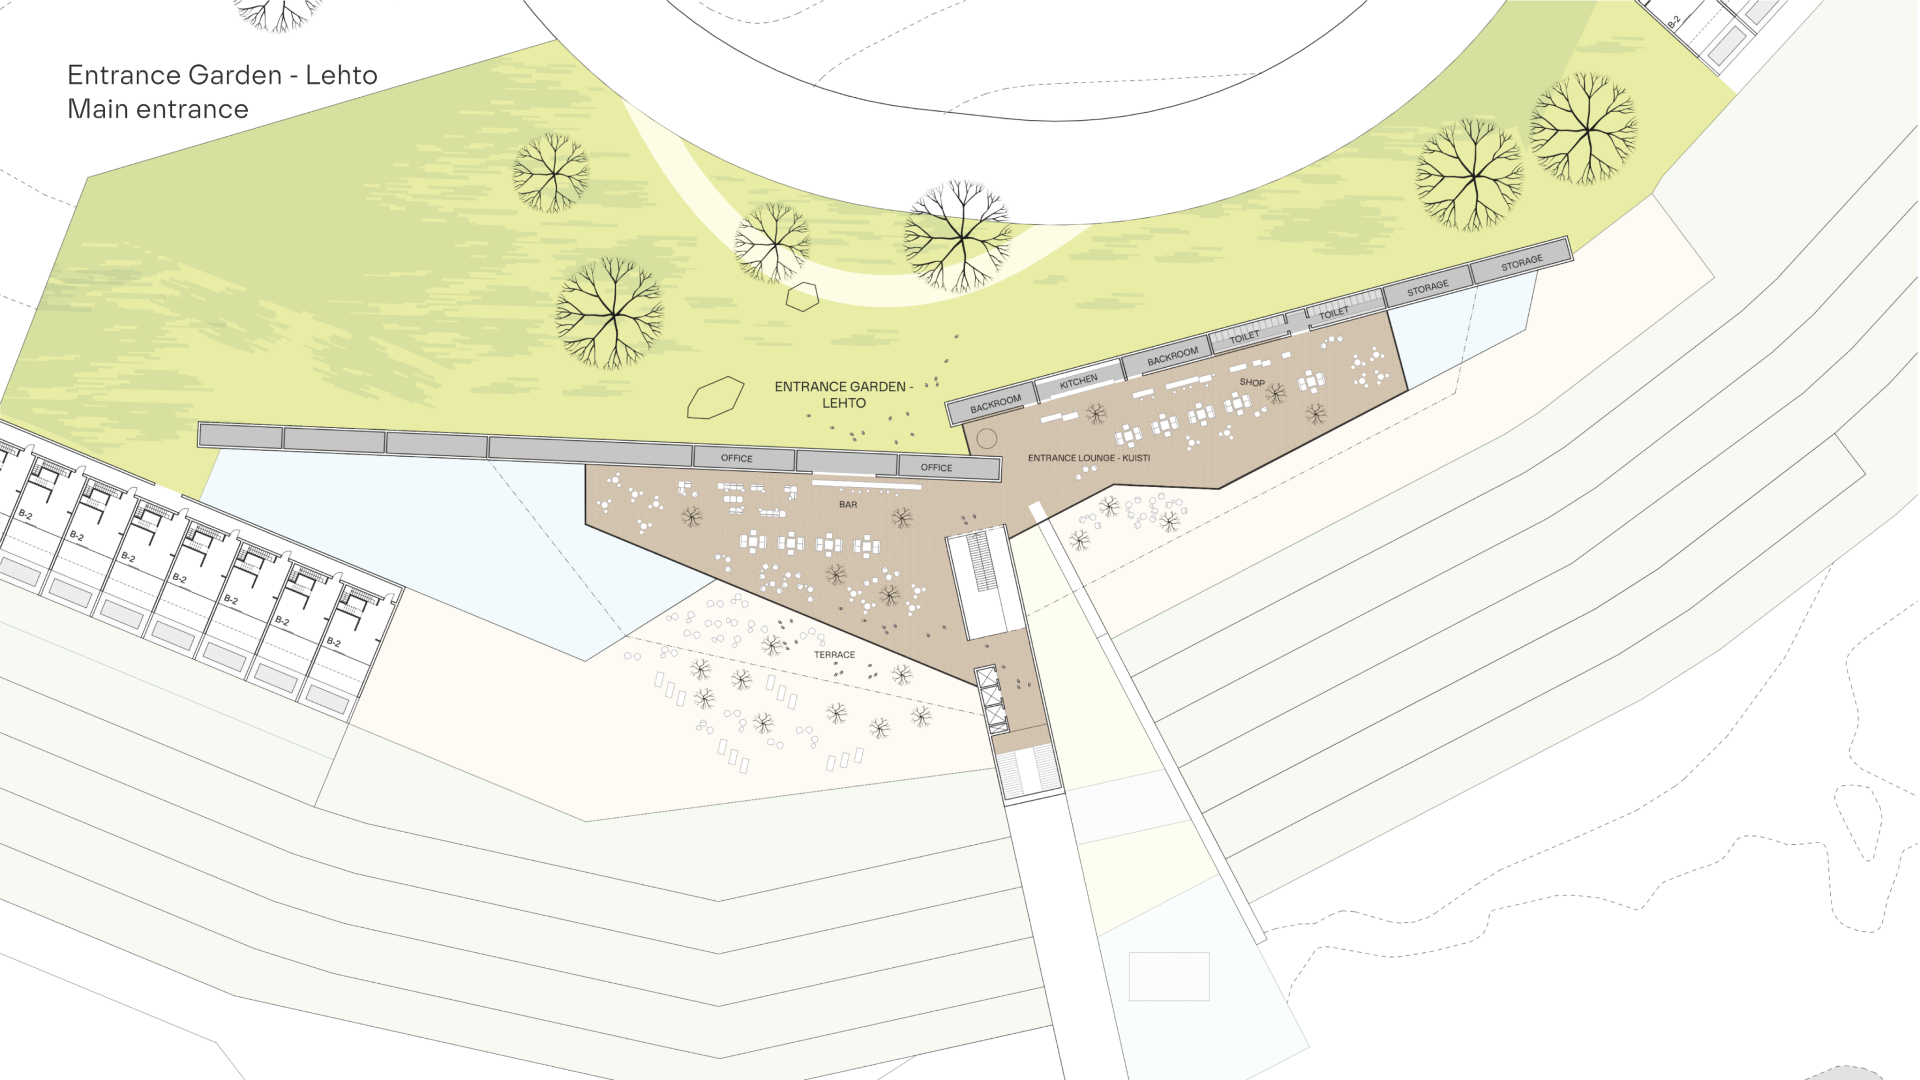 Entrance Garden - Lehto
Main entrance
B-2
STORAGE
STORAGE
TOILET
TOILET
BACKROOM
KITCHEN
BACKROOM
SHOP
ENTRANCE GARDEN -
LEHTO
ENTRANCE LOUNGE - KUISTI
OFFICE
OFFICE
BAR
TERRACE
B-2
B-2
B-2
B-2
B-2
B-2
B-2